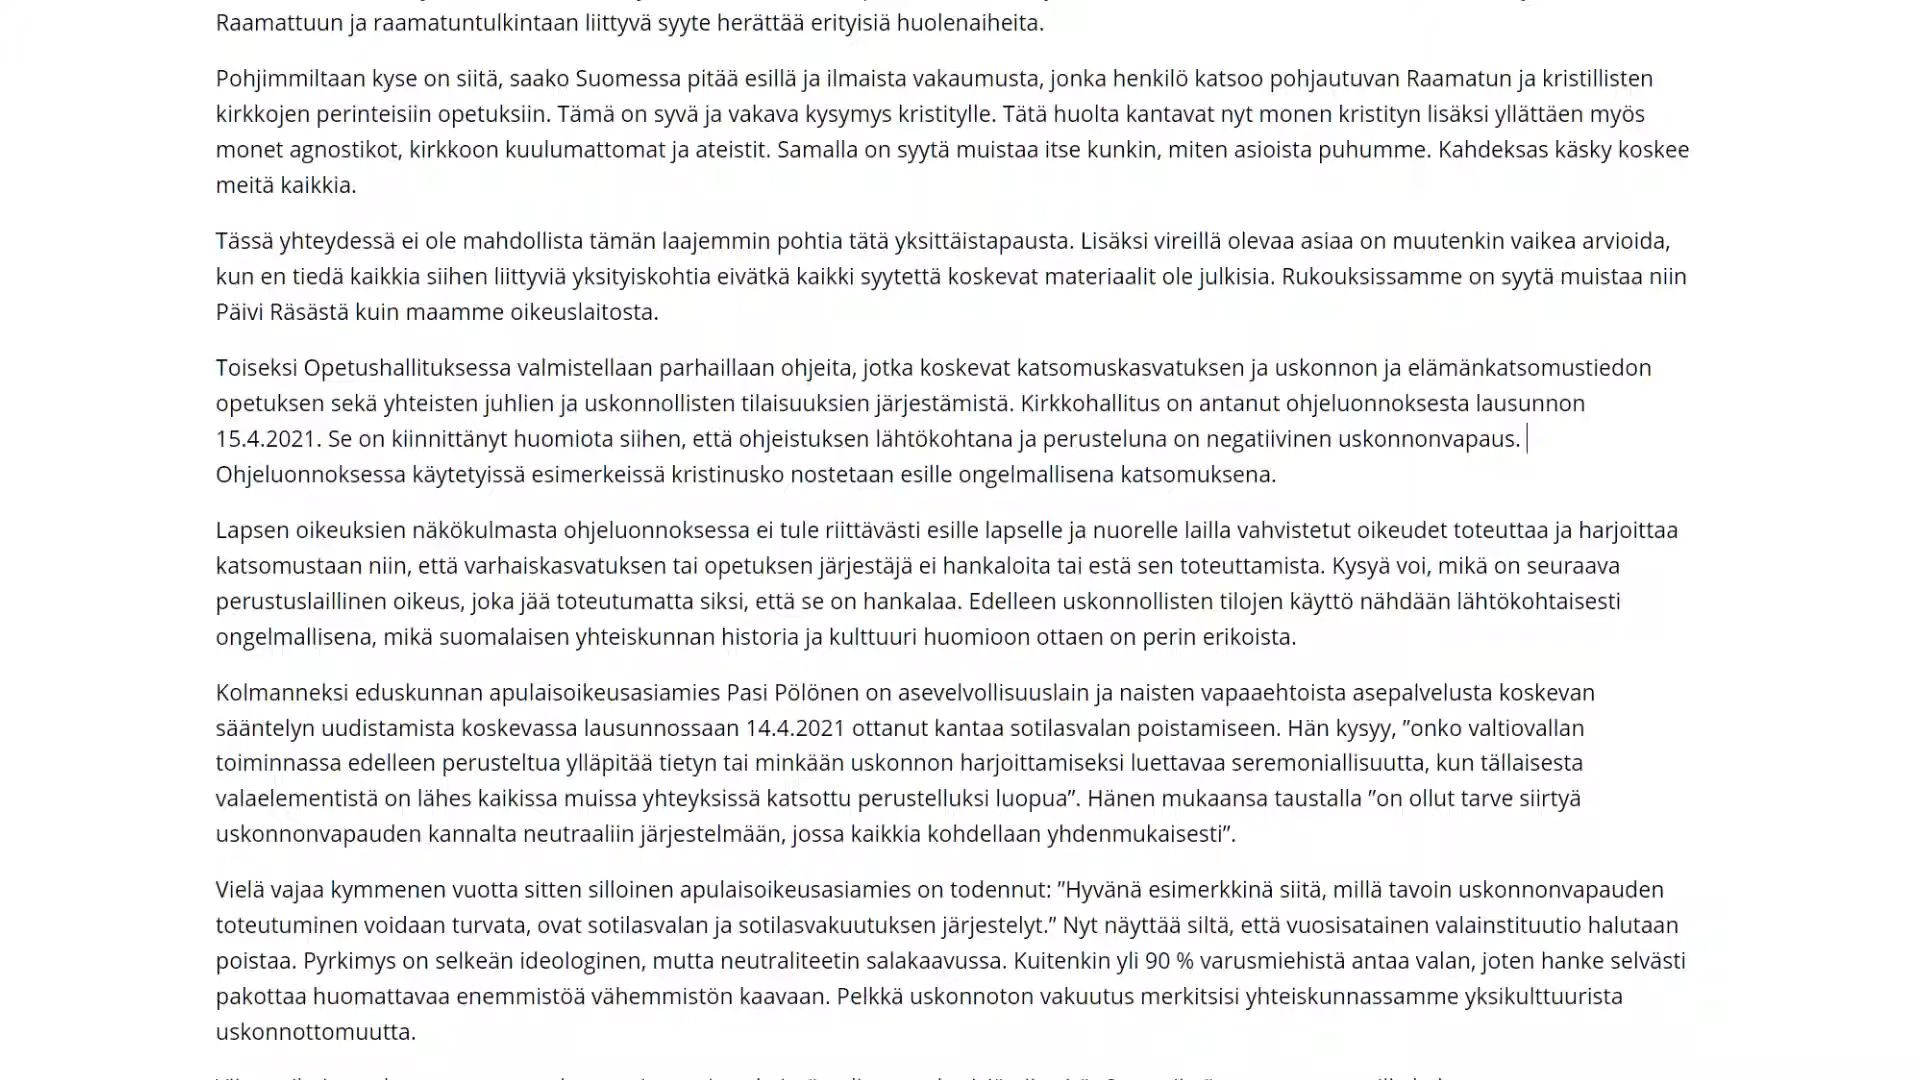 Raamattuun ja raamatuntulkintaan liittyvä syyte herättää erityisiä huolenaiheita.
Pohjimmiltaan kyse on siitä, saako Suomessa pitää esillä ja ilmaista vakaumusta, jonka henkilö katsoo pohjautuvan Raamatun ja kristillisten
kirkkojen perinteisiin opetuksiin. Tämä on syvä ja vakava kysymys kristitylle. Tätä huolta kantavat nyt monen kristityn lisäksi yllättäen myös
monet agnostikot, kirkkoon kuulumattomat ja ateistit. Samalla on syytä muistaa itse kunkin, miten asioista puhumme. Kahdeksas käsky koskee
meitä kaikkia.
Tässä yhteydessä ei ole mahdollista tämän laajemmin pohtia tätä yksittäistapausta. Lisäksi vireillä olevaa asiaa on muutenkin vaikea arvioida,
kun en tiedä kaikkia siihen liittyviä yksityiskohtia eivätkä kaikki syytettä koskevat materiaalit ole julkisia. Rukouksissamme on syytä muistaa niin
Päivi Räsästä kuin maamme oikeuslaitosta.
Toiseksi Opetushallituksessa valmistellaan parhaillaan ohjeita, jotka koskevat katsomuskasvatuksen ja uskonnon ja elämänkatsomustiedon
opetuksen sekä yhteisten juhlien ja uskonnollisten tilaisuuksien järjestämistä. Kirkkohallitus on antanut ohjeluonnoksesta lausunnon
15.4.2021. Se on kiinnittänyt huomiota siihen, että ohjeistuksen lähtökohtana ja perusteluna on negatiivinen uskonnonvapaus.
Ohjeluonnoksessa käytetyissä esimerkeissä kristinusko nostetaan esille ongelmallisena katsomuksena.
Lapsen oikeuksien näkökulmasta ohjeluonnoksessa ei tule riittävästi esille lapselle ja nuorelle lailla vahvistetut oikeudet toteuttaa ja harjoittaa
katsomustaan niin, että varhaiskasvatuksen tai opetuksen järjestäjä ei hankaloita tai estä sen toteuttamista. Kysyä voi, mikä on seuraava
perustuslaillinen oikeus, joka jää toteutumatta siksi, että se on hankalaa. Edelleen uskonnollisten tilojen käyttö nähdään lähtökohtaisesti
ongelmallisena, mikä suomalaisen yhteiskunnan historia ja kulttuuri huomioon ottaen on perin erikoista.
Kolmanneksi eduskunnan apulaisoikeusasiamies Pasi Pölönen on asevelvollisuuslain ja naisten vapaaehtoista asepalvelusta koskevan
sääntelyn uudistamista koskevassa lausunnossaan 14.4.2021 ottanut kantaa sotilasvalan poistamiseen. Hän kysyy, ”onko valtiovallan
toiminnassa edelleen perusteltua ylläpitää tietyn tai minkään uskonnon harjoittamiseksi luettavaa seremoniallisuutta, kun tällaisesta
valaelementistä on lähes kaikissa muissa yhteyksissä katsottu perustelluksi luopua”. Hänen mukaansa taustalla ”on ollut tarve siirtyä
uskonnonvapauden kannalta neutraaliin järjestelmään, jossa kaikkia kohdellaan yhdenmukaisesti”.
Vielä vajaa kymmenen vuotta sitten silloinen apulaisoikeusasiamies on todennut: ”Hyvänä esimerkkinä siitä, millä tavoin uskonnonvapauden
toteutuminen voidaan turvata, ovat sotilasvalan ja sotilasvakuutuksen järjestelyt.” Nyt näyttää siltä, että vuosisatainen valainstituutio halutaan
poistaa. Pyrkimys on selkeän ideologinen, mutta neutraliteetin salakaavussa. Kuitenkin yli 90 % varusmiehistä antaa valan, joten hanke selvästi
pakottaa huomattavaa enemmistöä vähemmistön kaavaan. Pelkkä uskonnoton vakuutus merkitsisi yhteiskunnassamme yksikulttuurista
uskonnottomuutta.